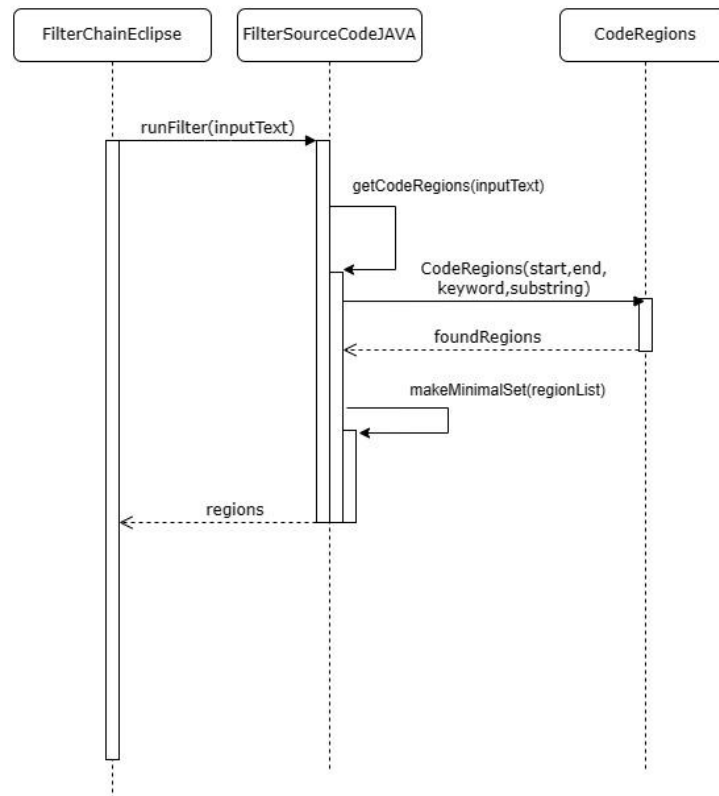 FilterChainEclipse
FilterSourceCodeJAVA
CodeRegions
runFilter(inputText)
getCodeRegions(inputText)
CodeRegions(start,end,
keyword,substring)
foundRegions
makeMinimalSet(regionList)
regions